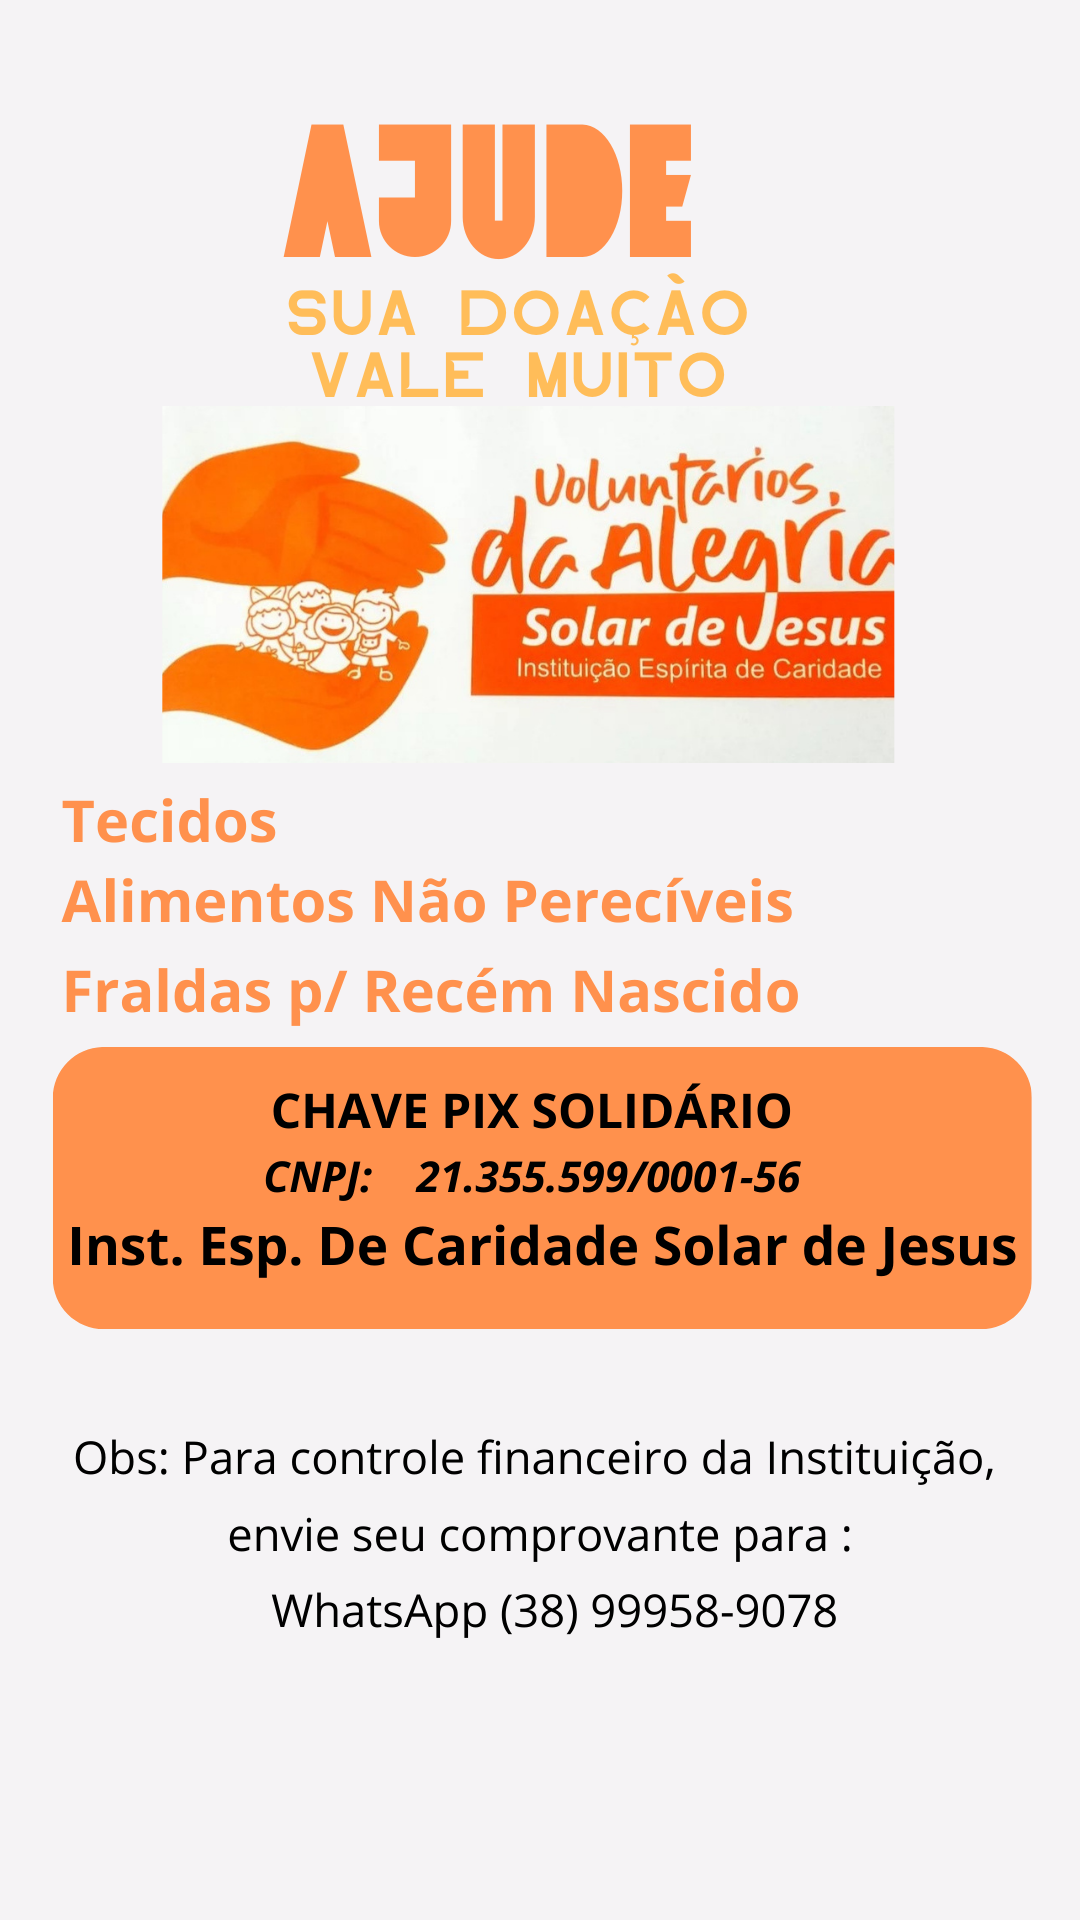 AJUDE
SUA DOAÇÀO
VALE MUITO
Voluntários
da Alegria
Solar de Jesus
Instituição Espírita de Caridade
Tecidos
Alimentos Não Perecíveis
Fraldas p/ Recém Nascido
CHAVE PIX SOLIDÁRIO
CNPJ: 21.355.599/0001-56
Inst. Esp. De Caridade Solar de Jesus
Obs: Para controle financeiro da Instituição,
envie seu comprovante para :
WhatsApp (38) 99958-9078